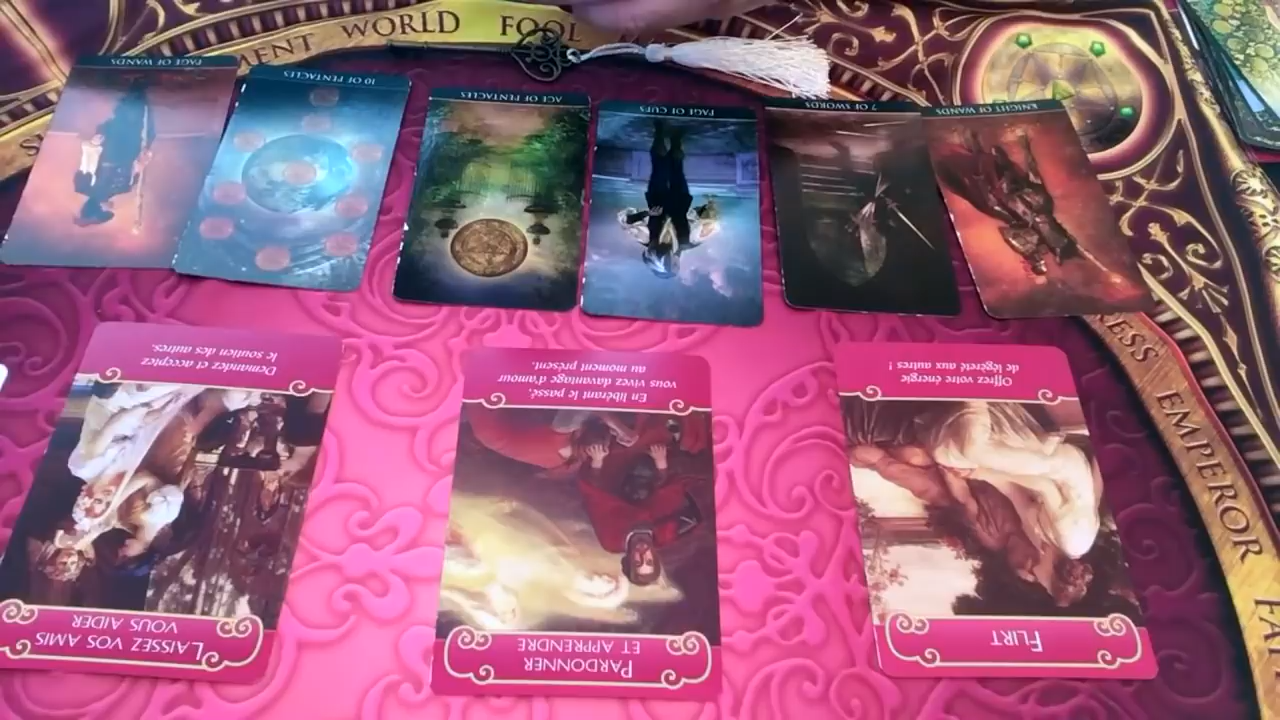 MENT WORLD FOOL
PAGE OF WANDS
10 OF PENTACLES
ACE OF PENTACLES
PAGE OF CUPS
7 OF SWORDS
KNIGHT OF WANDS
RESS EMPEROR
Demandez et acceptez
le soutien des autres.
LAISSEZ VOS AMIS
VOUS AIDER
En libérant le passé,
vous vivez davantage d'amour
au moment présent.
PARDONNER
ET APPRENDRE
Offrez votre énergie
de légèreté aux autres !
FLIRT